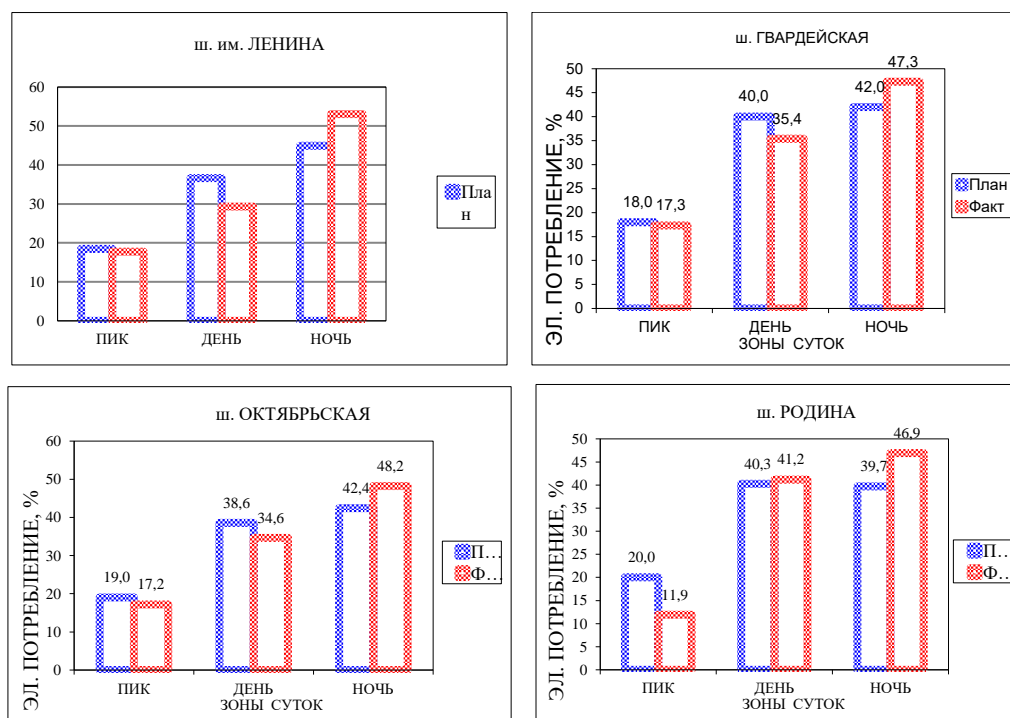 ш. им. ЛЕНИНА
60
50
40
30
20
10
0
ПИК ДЕНЬ НОЧЬ
Пла
н
ш. ГВАРДЕЙСКАЯ
ЭЛ. ПОТРЕБЛЕНИЕ, %
50
45
40
35
30
25
20
15
10
5
0
18,0 17,3 40,0 35,4 42,0 47,3
ПИК ДЕНЬ НОЧЬ
ЗОНЫ СУТОК
План
Факт
ш. ОКТЯБРЬСКАЯ
ЭЛ. ПОТРЕБЛЕНИЕ, %
60
50
40
30
20
10
0
19,0 17,2 38,6 34,6 42,4 48,2
ПИК ДЕНЬ НОЧЬ
ЗОНЫ СУТОК
П…
Ф…
ш. РОДИНА
ЭЛ. ПОТРЕБЛЕНИЕ, %
50
45
40
35
30
25
20
15
10
5
0
20,0 11,9 40,3 41,2 39,7 46,9
ПИК ДЕНЬ НОЧЬ
ЗОНЫ СУТОК
П…
Ф…